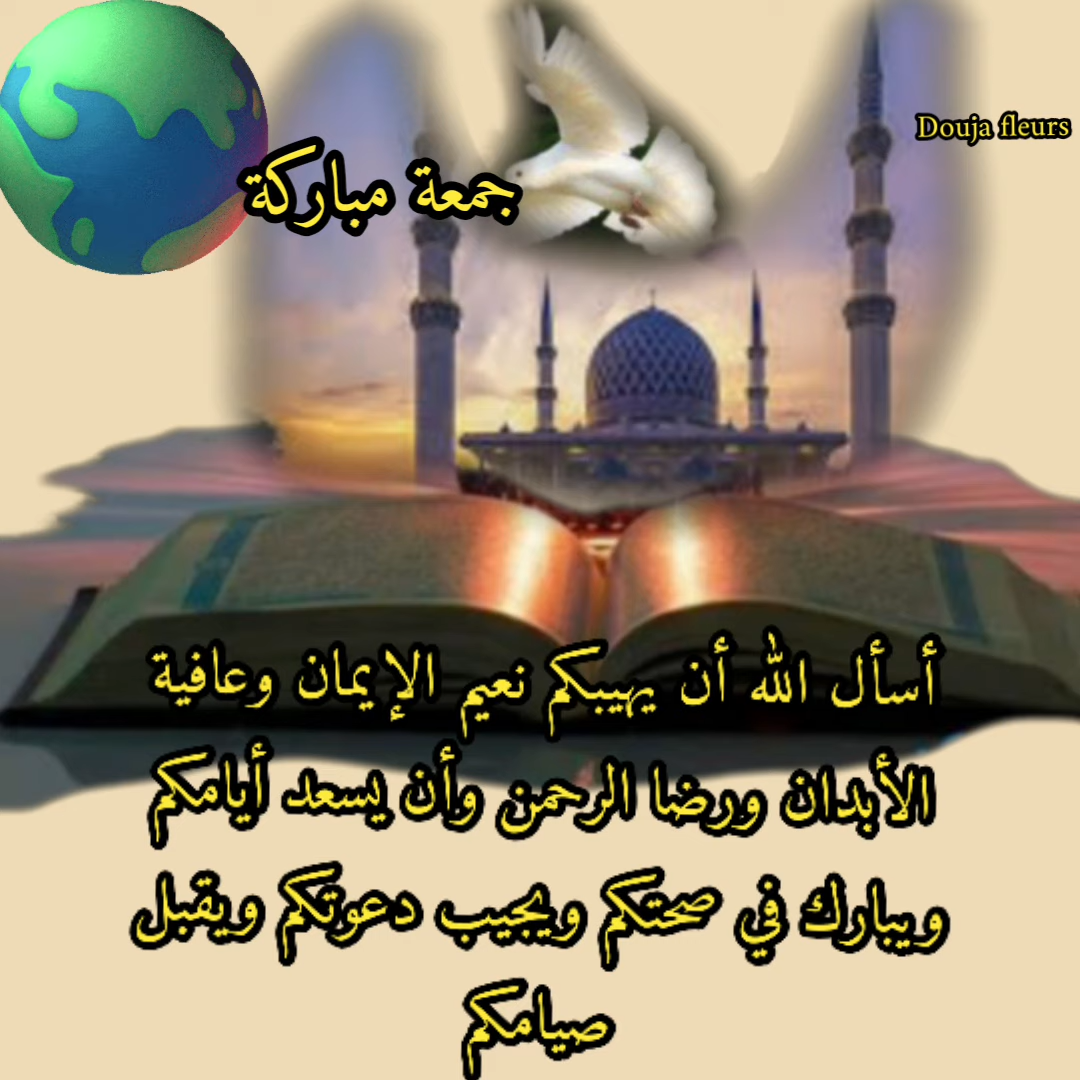 Douja fleurs
جمعة مباركة
أسأل الله أن يهيبكم نعيم الإيمان وعافية
الأبدان ورضا الرحمن وأن يسعد أيامكم
ويبارك في صحتكم ويجيب دعوتكم ويقبل
صيامكم